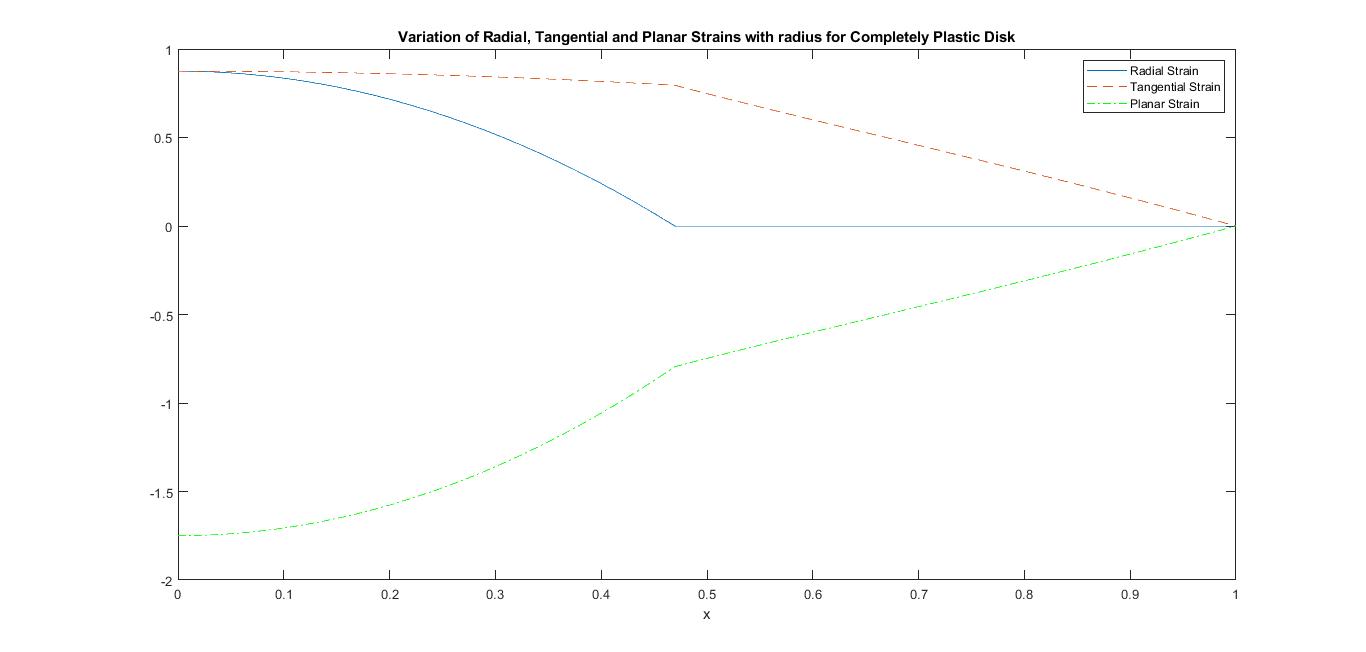 Variation of Radial, Tangential and Planar Strains with radius for Completely Plastic Disk
1
Radial Strain
Tangential Strain
Planar Strain
0.5
0
-0.5
-1
-1.5
-2
0 0.1 0.2 0.3 0.4 0.5 0.6 0.7 0.8 0.9 1
x